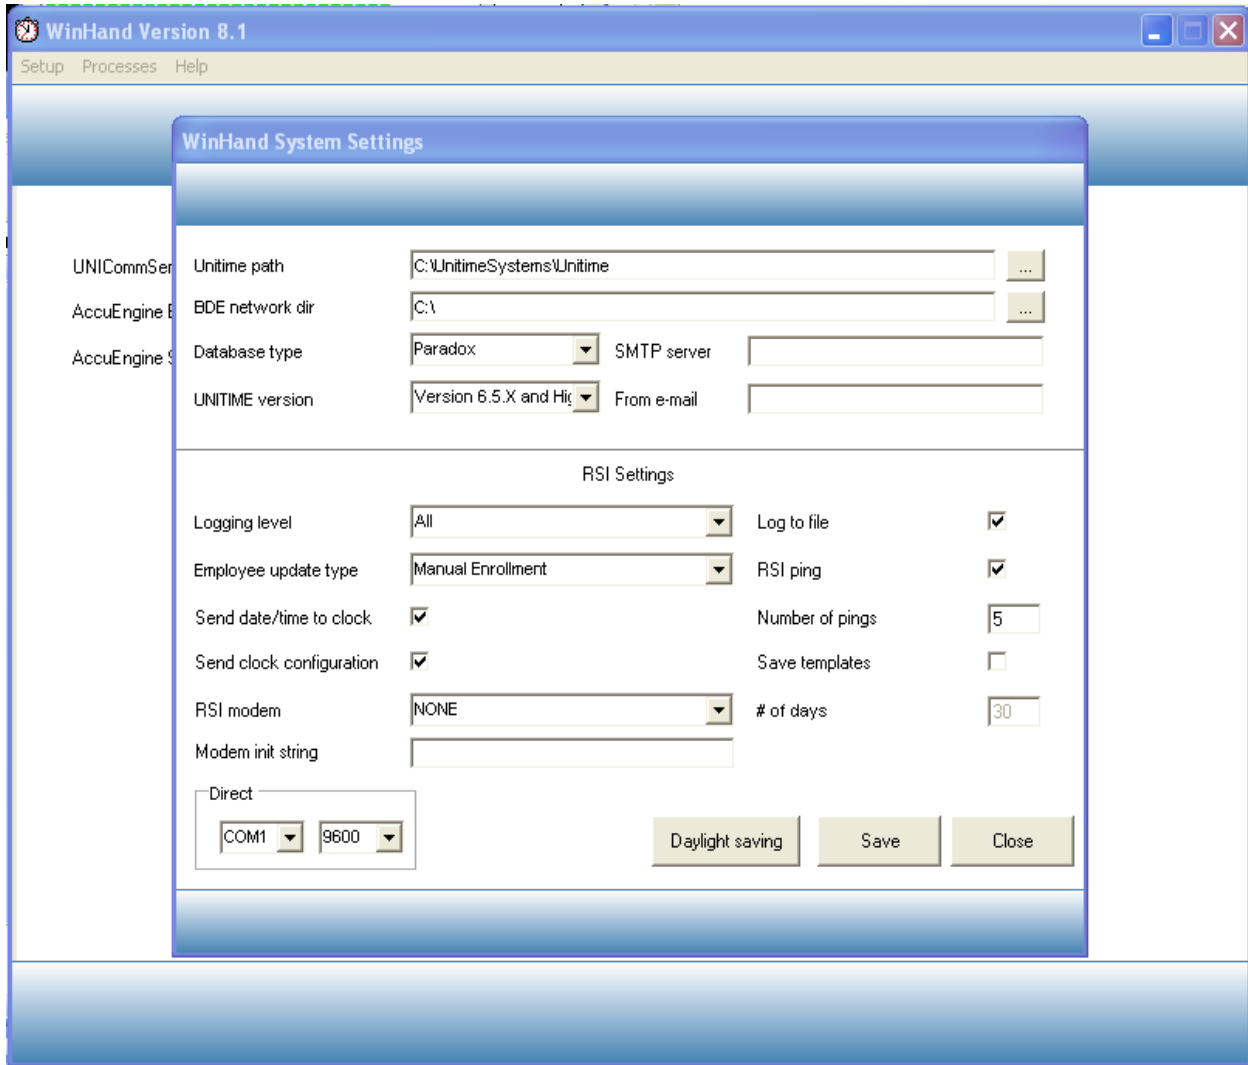 WinHand Version 8.1
Setup Processes Help
WinHand System Settings
UNICommSer
Unitime path C:\UnitimeSystems\Unitime ...
AccuEngine
BDE network dir C:\ ...
AccuEngine
Database type Paradox SMTP server
UNITIME version Version 6.5.X and Hig From e-mail
RSI Settings
Logging level All Log to file
Employee update type Manual Enrollment RSI ping
Send date/time to clock Number of pings 5
Send clock configuration Save templates
RSI modem NONE # of days 30
Modem init string
Direct
COM1 9600 Daylight saving Save Close